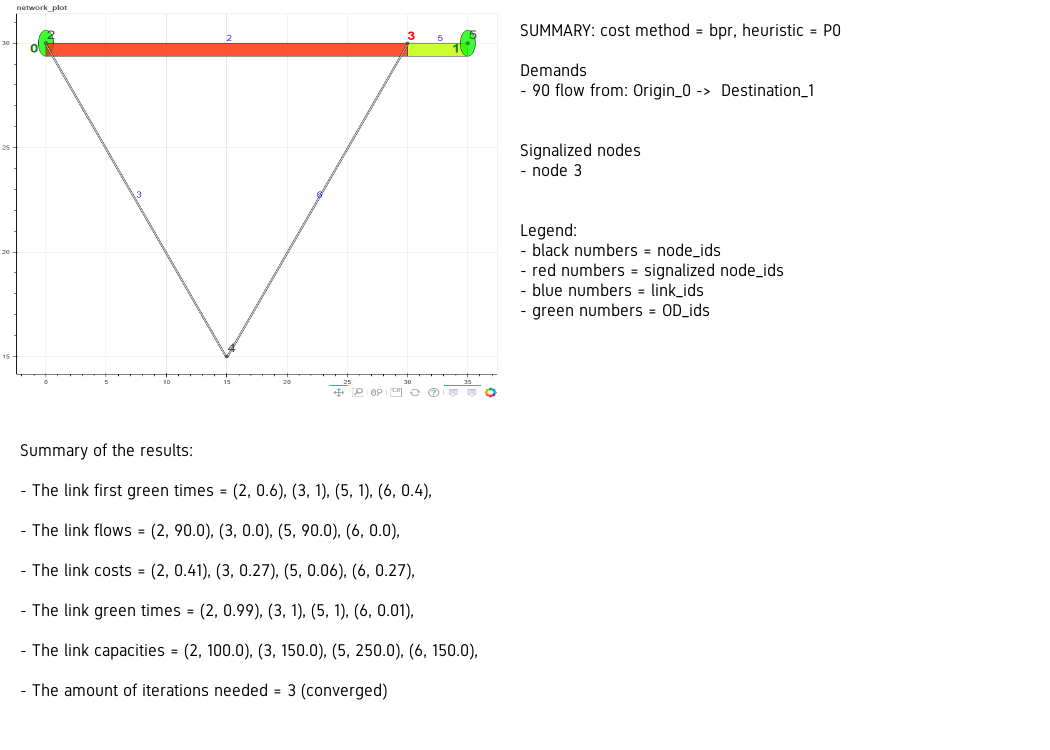 network_plot
30
25
20
15
0
5
10
15
20
25
30
35
2
0
2
3
5
5
1
3
6
4
SUMMARY: cost method = bpr, heuristic = P0
Demands
- 90 flow from: Origin_0 -> Destination_1
Signalized nodes
- node 3
Legend:
- black numbers = node_ids
- red numbers = signalized node_ids
- blue numbers = link_ids
- green numbers = OD_ids
Summary of the results:
- The link first green times = (2, 0.6), (3, 1), (5, 1), (6, 0.4),
- The link flows = (2, 90.0), (3, 0.0), (5, 90.0), (6, 0.0),
- The link costs = (2, 0.41), (3, 0.27), (5, 0.06), (6, 0.27),
- The link green times = (2, 0.99), (3, 1), (5, 1), (6, 0.01),
- The link capacities = (2, 100.0), (3, 150.0), (5, 250.0), (6, 150.0),
- The amount of iterations needed = 3 (converged)